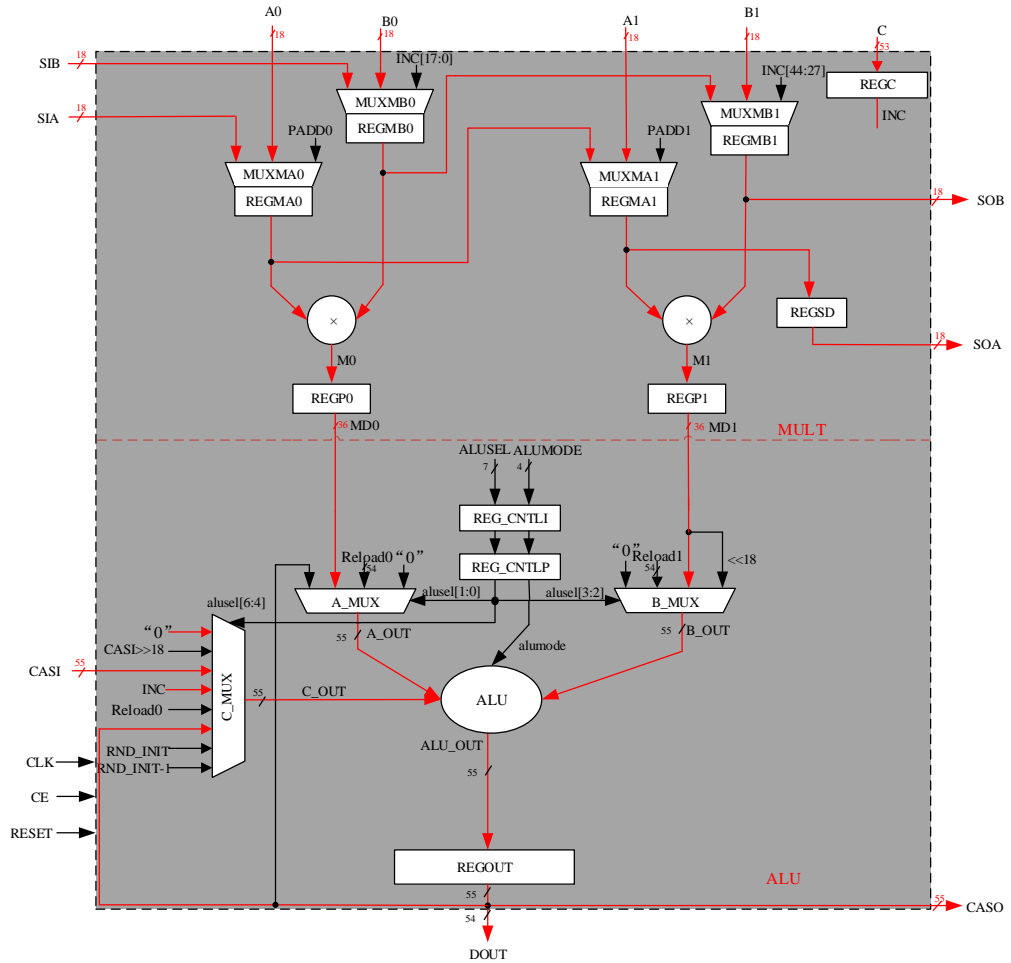 A0
B0
A1
B1
C
18
18
18
18
53
SIB
18
INC[17:0]
INC[44:27]
REGC
MUXMB0
REGMB0
MUXMB1
REGMB1
INC
SIA
18
PADD0
PADD1
MUXMA0
REGMA0
MUXMA1
REGMA1
18
SOB
×
×
REGSD
18
SOA
M0
M1
REGP0
REGP1
36 MD0
36 MD1
MULT
ALUSEL
ALUMODE
7
4
REG_CNTLI
REG_CNTLP
Reload0
“0”
54
“0”
Reload1
54
<<18
A_MUX
alusel[1:0]
alusel[3:2]
B_MUX
alusel[6:4]
“0”
CASI>>18
CASI
55
INC
Reload0
RND_INIT
RND_INIT-1
C_MUX
55
C_OUT
55
A_OUT
alumode
55
B_OUT
ALU
ALU_OUT
55
CLK
CE
RESET
REGOUT
ALU
55
54
55
CASO
DOUT